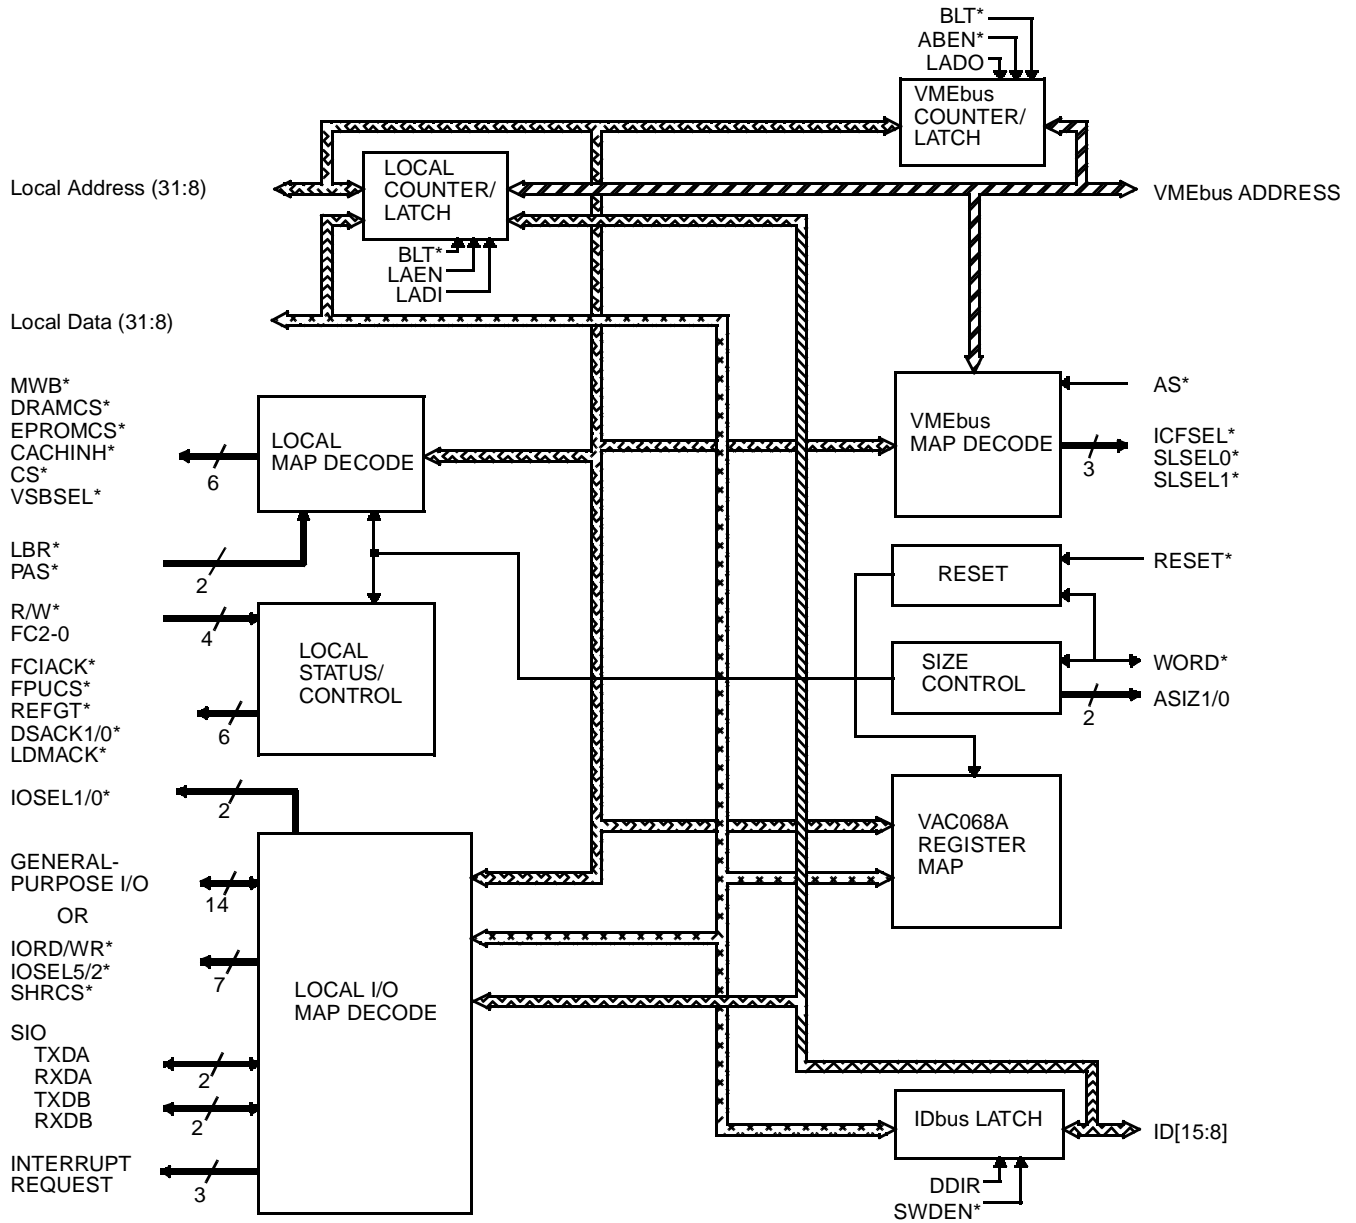 BLT*
ABEN*
LADO
VMEbus
COUNTER/
LATCH
LOCAL
COUNTER/
LATCH
Local Address (31:8)
VMEbus ADDRESS
BLT*
LAEN
LADI
Local Data (31:8)
MWB*
DRAMCS*
EPROMCS*
CACHINH*
CS*
VSBSEL*
6
LOCAL
MAP DECODE
VMEbus
MAP DECODE
AS*
ICFSEL*
SLSEL0*
SLSEL1*
3
LBR*
PAS*
2
RESET
RESET*
R/W*
FC2-0
4
LOCAL
STATUS/
CONTROL
SIZE
CONTROL
WORD*
ASIZ1/0
2
FCIACK*
FPUCS*
REFGT*
DSACK1/0*
LDMACK*
6
IOSEL1/0*
2
VAC068A
REGISTER
MAP
GENERAL-
PURPOSE I/O
14
OR
IORD/WR*
IOSEL5/2*
SHRCS*
7
LOCAL I/O
MAP DECODE
SIO
TXDA
RXDA
2
TXDB
RXDB
2
IDbus LATCH
ID[15:8]
INTERRUPT
REQUEST
3
DDIR
SWDEN*